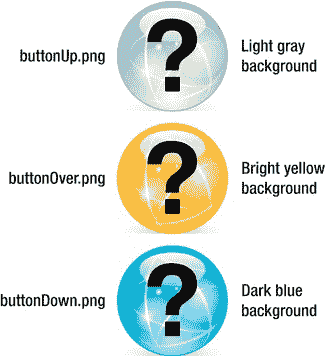 buttonUp.png
?
Light gray
background
buttonOver.png
?
Bright yellow
background
buttonDown.png
?
Dark blue
background